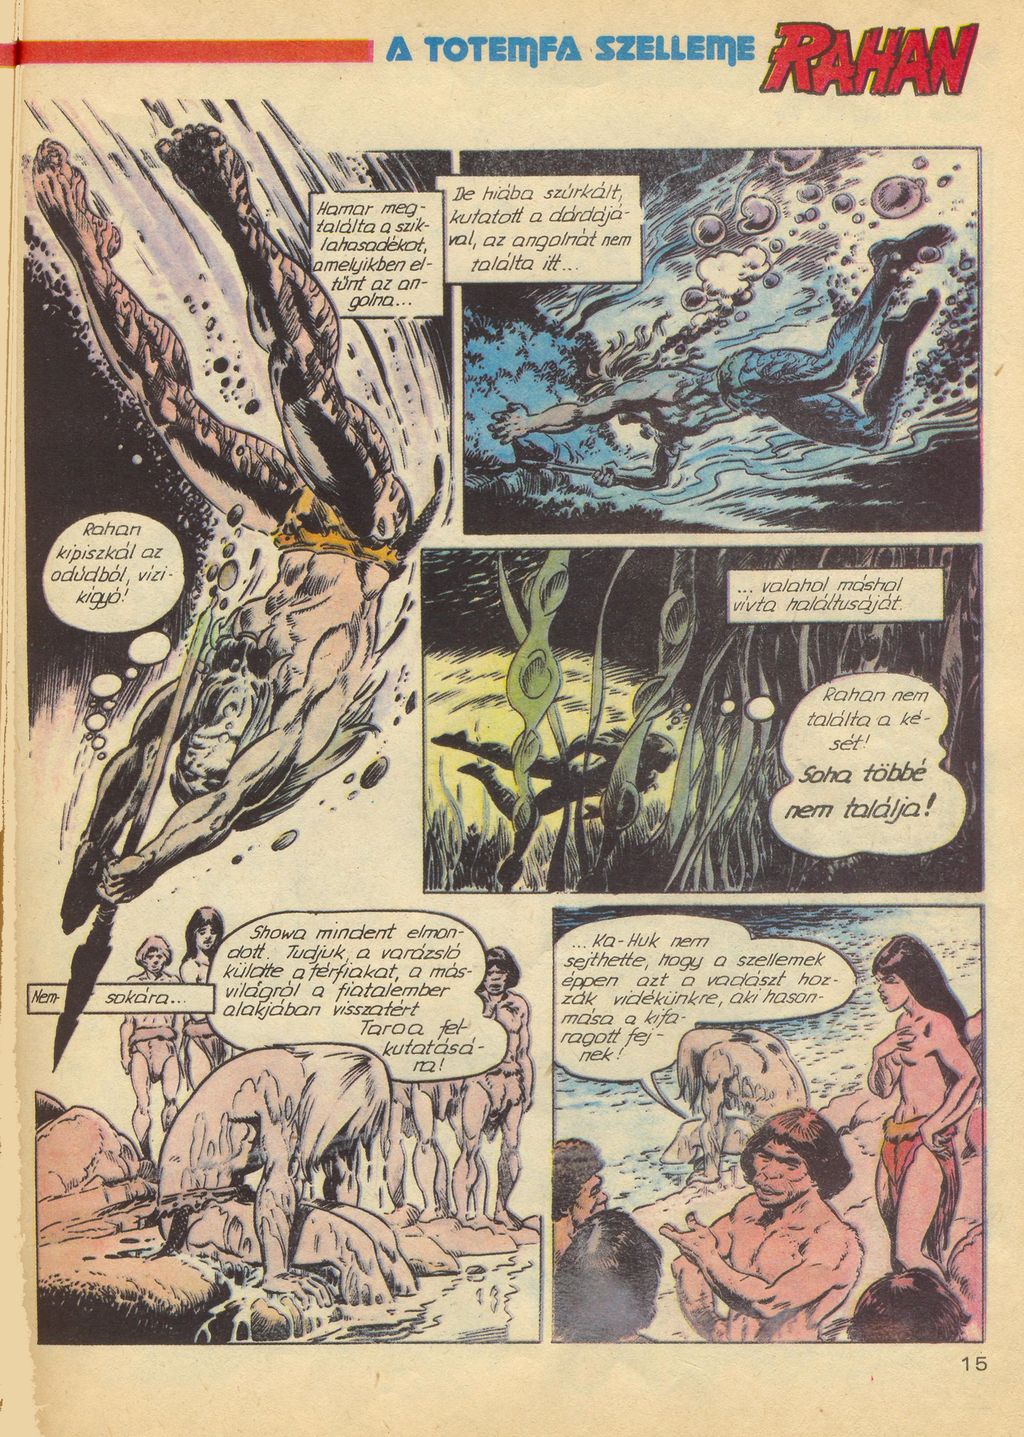 A TOTEMFA SZELLEME
RAHAN
Hamar meg-
találta a szik-
lahasadékot,
amelyikben el-
tűnt az an-
golna...
De hiába szúrkált,
kutatott a dárdájá-
val, az angolnát nem
találta itt...
Rahan
kipiszkál az
odúdból, vízi-
kígyó!
... valahol máshol
vívta haláltusáját.
Rahan nem
találta a ké-
sét!
Soha többé
nem találja!
Nem-
sokára...
Showa mindent elmon-
dott. Tudjuk, a varázsló
küldte a férfiakat, a más-
világról a fiatalember
alakjában visszatért
Taroa fel-
kutatásá-
ra!
... Ka-Huk nem
sejthette, hogy a szellemek
éppen azt a vadászt hoz-
zák vidékünkre, aki hason-
mása a kifa-
ragott fej-
nek!
15